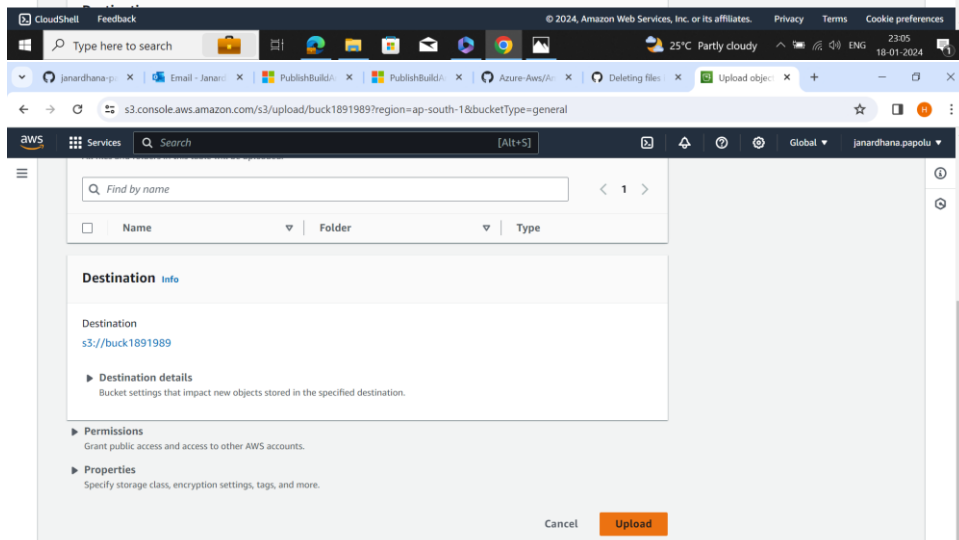 CloudShell Feedback © 2024, Amazon Web Services, Inc. or its affiliates. Privacy Terms Cookie preferences
Type here to search 25°C Partly cloudy ENG 23:05
18-01-2024
janardhana-p Email - Janard PublishBuildA PublishBuildA Azure-Aws/A Deleting files Upload object
s3.console.aws.amazon.com/s3/upload/buck1891989?region=ap-south-1&bucketType=general H
aws Services Search [Alt+S] Global janardhana.papolu
Find by name 1
Name Folder Type
Destination Info
Destination
s3://buck1891989
Destination details
Bucket settings that impact new objects stored in the specified destination.
Permissions
Grant public access and access to other AWS accounts.
Properties
Specify storage class, encryption settings, tags, and more.
Cancel Upload